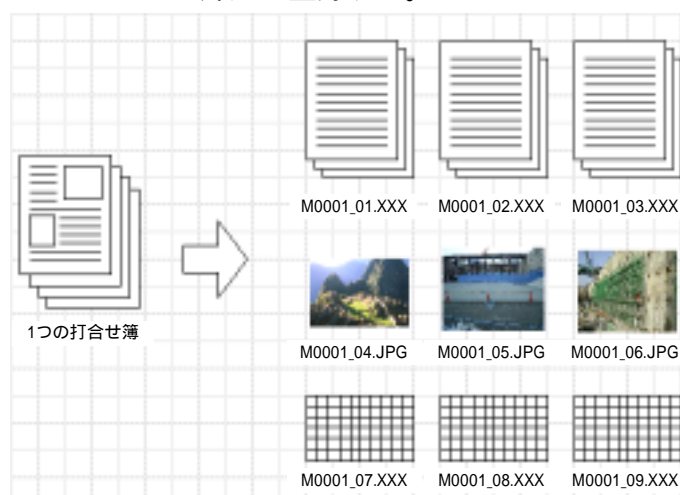 M0001_01.XXX M0001_02.XXX M0001_03.XXX
1つの打合せ簿
M0001_04.JPG M0001_05.JPG M0001_06.JPG
M0001_07.XXX M0001_08.XXX M0001_09.XXX